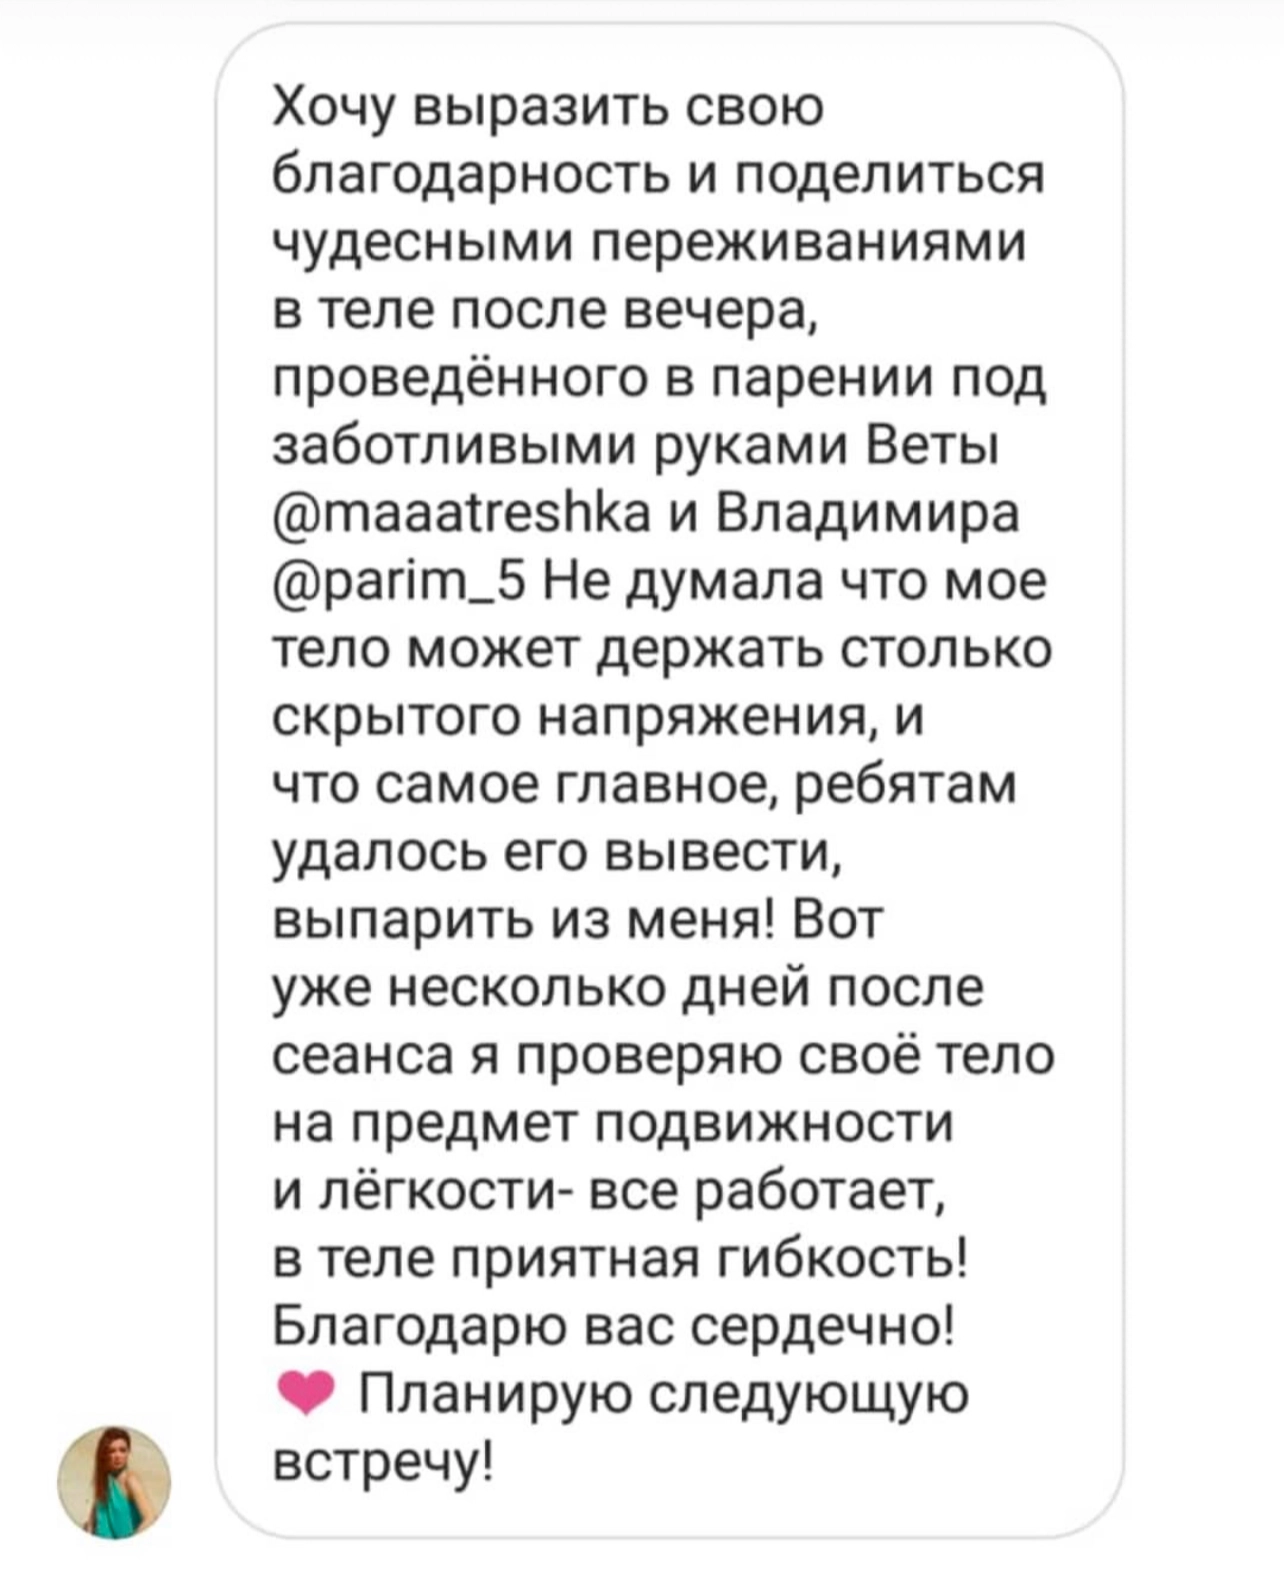 Хочу выразить свою
благодарность и поделиться
чудесными переживаниями
в теле после вечера,
проведённого в парении под
заботливыми руками Веты
@maaatreshka и Владимира
@parim_5 Не думала что мое
тело может держать столько
скрытого напряжения, и
что самое главное, ребятам
удалось его вывести,
выпарить из меня! Вот
уже несколько дней после
сеанса я проверяю своё тело
на предмет подвижности
и лёгкости- все работает,
в теле приятная гибкость!
Благодарю вас сердечно!
❤ Планирую следующую
встречу!